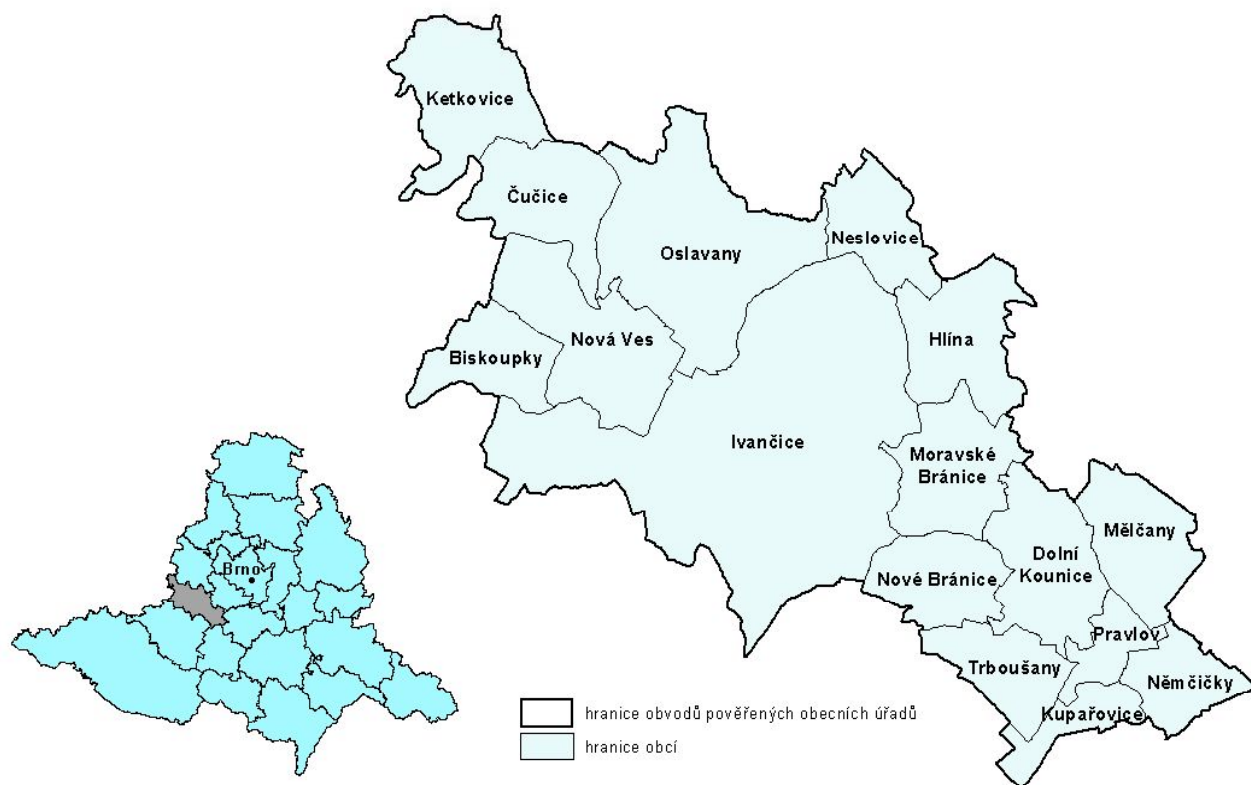 Ketkovice
Čučice
Oslavany
Neslovice
Nová Ves
Hlína
Biskoupky
Ivančice
Moravské
Bránice
Mělčany
Dolní
Kounice
Nové Bránice
Pravlov
Trboušany
Němčičky
Kupařovice
Brno
hranice obvodů pověřených obecních úřadů
hranice obcí